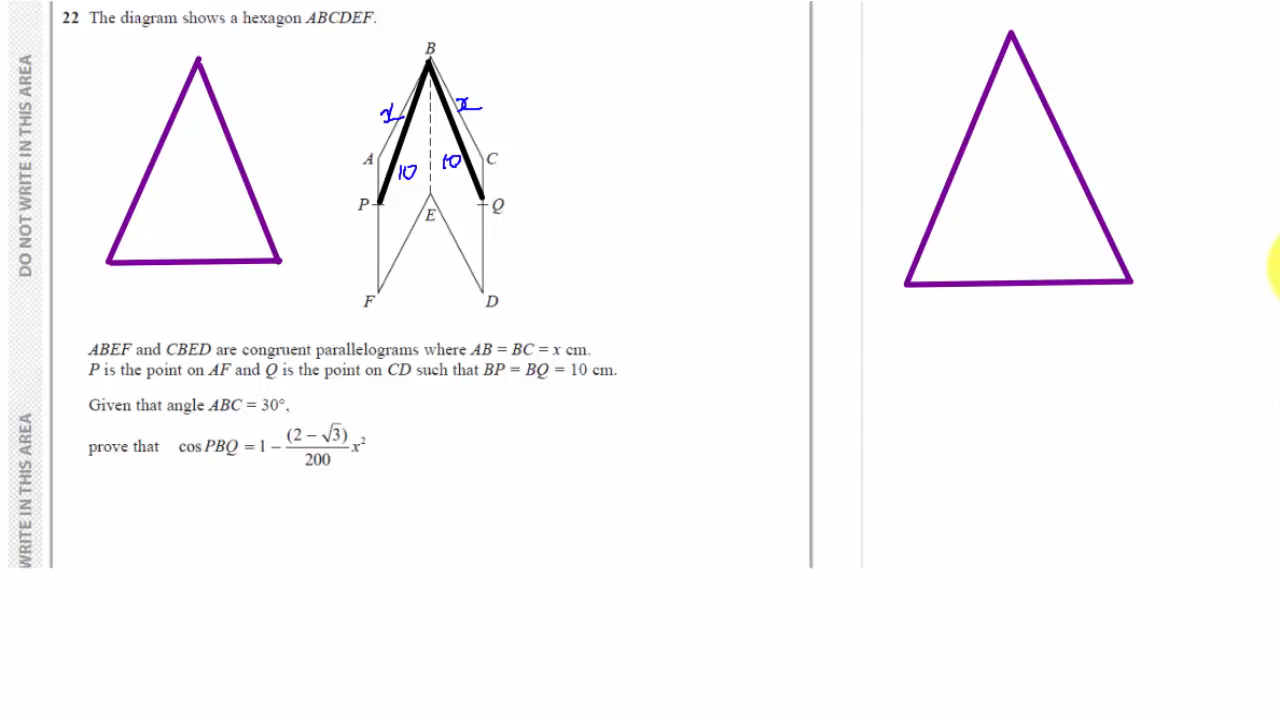 DO NOT WRITE IN THIS AREA
WRITE IN THIS AREA
22 The diagram shows a hexagon ABCDEF.
B
x
x
A
10
10
C
P
E
Q
F
D
ABEF and CBED are congruent parallelograms where AB = BC = x cm.
P is the point on AF and Q is the point on CD such that BP = BQ = 10 cm.
Given that angle ABC = 30°,
prove that cos PBQ = 1 − (2 − √3)/200 x²